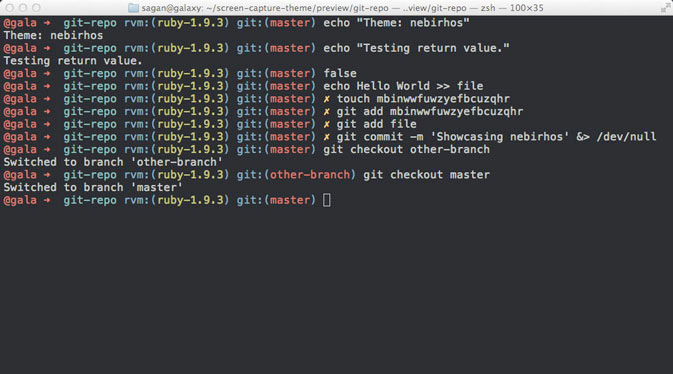 sagan@galaxy: ~/screen-capture-theme/preview/git-repo — ..view/git-repo — zsh — 100×35
@gala ➜ git-repo rvm:(ruby-1.9.3) git:(master) echo "Theme: nebirhos"
Theme: nebirhos
@gala ➜ git-repo rvm:(ruby-1.9.3) git:(master) echo "Testing return value."
Testing return value.
@gala ➜ git-repo rvm:(ruby-1.9.3) git:(master) false
@gala ➜ git-repo rvm:(ruby-1.9.3) git:(master) echo Hello World >> file
@gala ➜ git-repo rvm:(ruby-1.9.3) git:(master) ✗ touch mbinwwfuwzyefbcuzqhr
@gala ➜ git-repo rvm:(ruby-1.9.3) git:(master) ✗ git add mbinwwfuwzyefbcuzqhr
@gala ➜ git-repo rvm:(ruby-1.9.3) git:(master) ✗ git add file
@gala ➜ git-repo rvm:(ruby-1.9.3) git:(master) ✗ git commit -m 'Showcasing nebirhos' &> /dev/null
@gala ➜ git-repo rvm:(ruby-1.9.3) git:(master) git checkout other-branch
Switched to branch 'other-branch'
@gala ➜ git-repo rvm:(ruby-1.9.3) git:(other-branch) git checkout master
Switched to branch 'master'
@gala ➜ git-repo rvm:(ruby-1.9.3) git:(master)